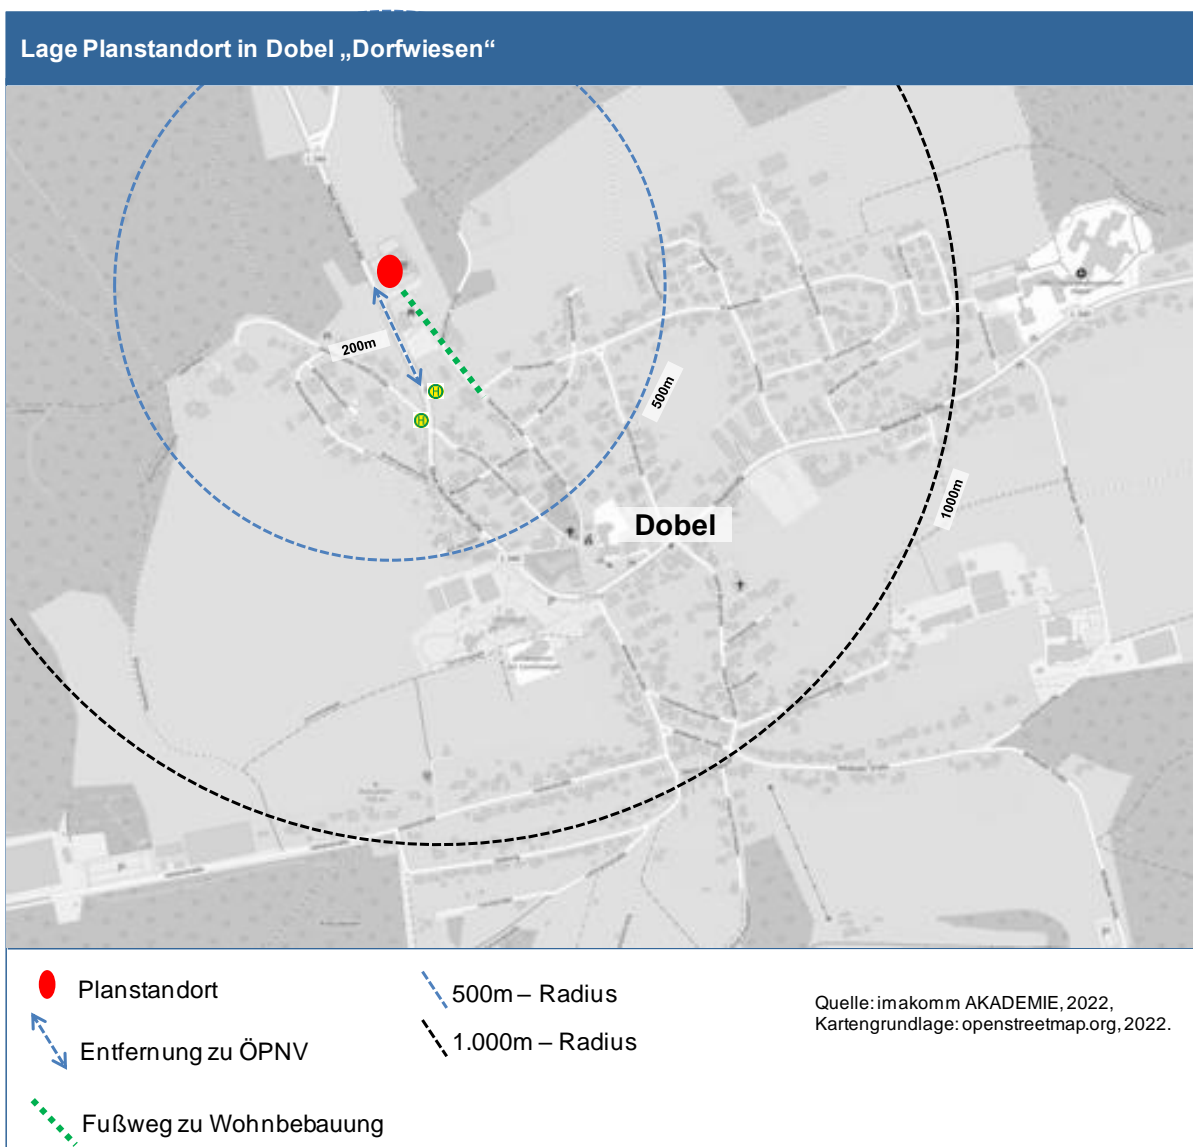 Lage Planstandort in Dobel „Dorfwiesen“
200m
500m
H
H
1000m
Dobel
Planstandort
Entfernung zu ÖPNV
Fußweg zu Wohnbebauung
500m – Radius
1.000m – Radius
Quelle: imakomm AKADEMIE, 2022,
Kartengrundlage: openstreetmap.org, 2022.